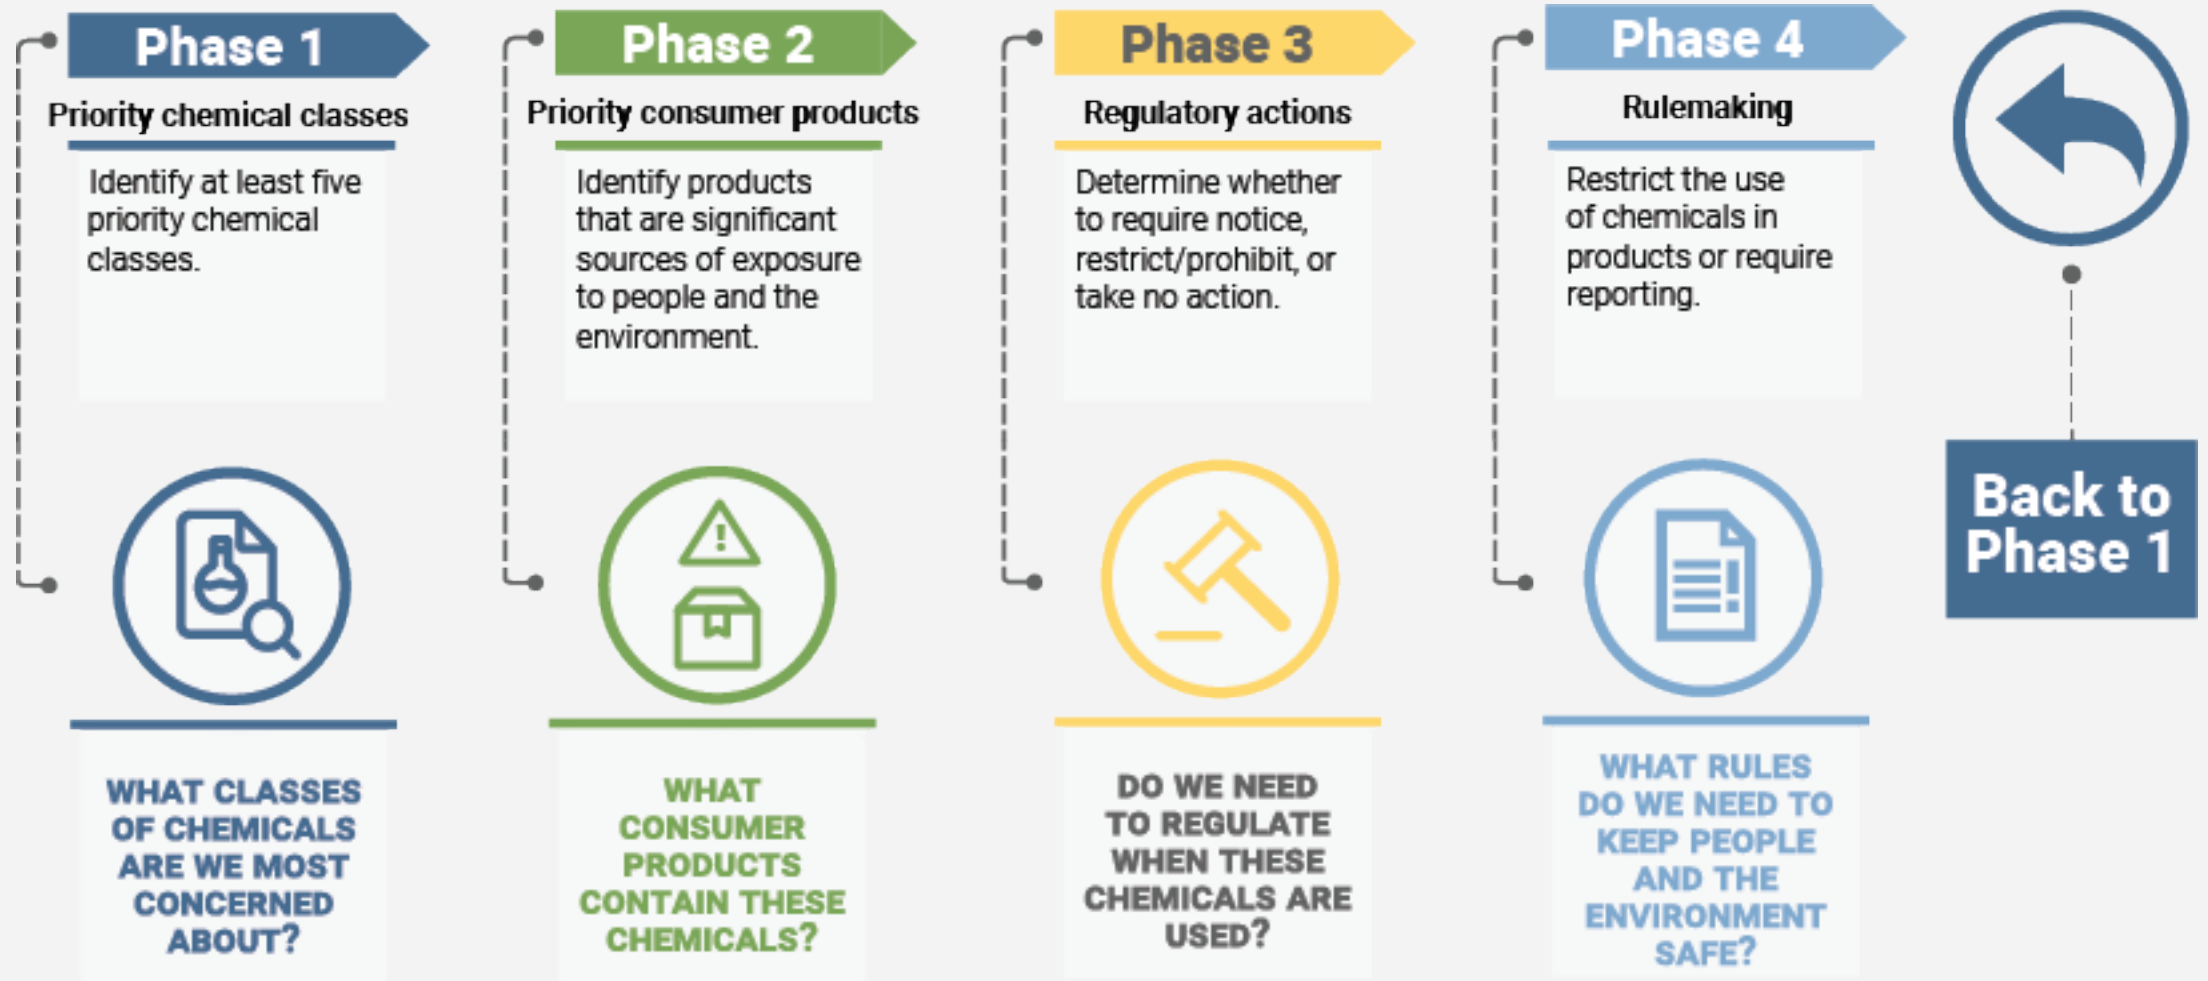 Phase 1
Priority chemical classes
Identify at least five
priority chemical
classes.
WHAT CLASSES
OF CHEMICALS
ARE WE MOST
CONCERNED
ABOUT?
Phase 2
Priority consumer products
Identify products
that are significant
sources of exposure
to people and the
environment.
WHAT
CONSUMER
PRODUCTS
CONTAIN THESE
CHEMICALS?
Phase 3
Regulatory actions
Determine whether
to require notice,
restrict/prohibit, or
take no action.
DO WE NEED
TO REGULATE
WHEN THESE
CHEMICALS ARE
USED?
Phase 4
Rulemaking
Restrict the use
of chemicals in
products or require
reporting.
WHAT RULES
DO WE NEED TO
KEEP PEOPLE
AND THE
ENVIRONMENT
SAFE?
Back to
Phase 1